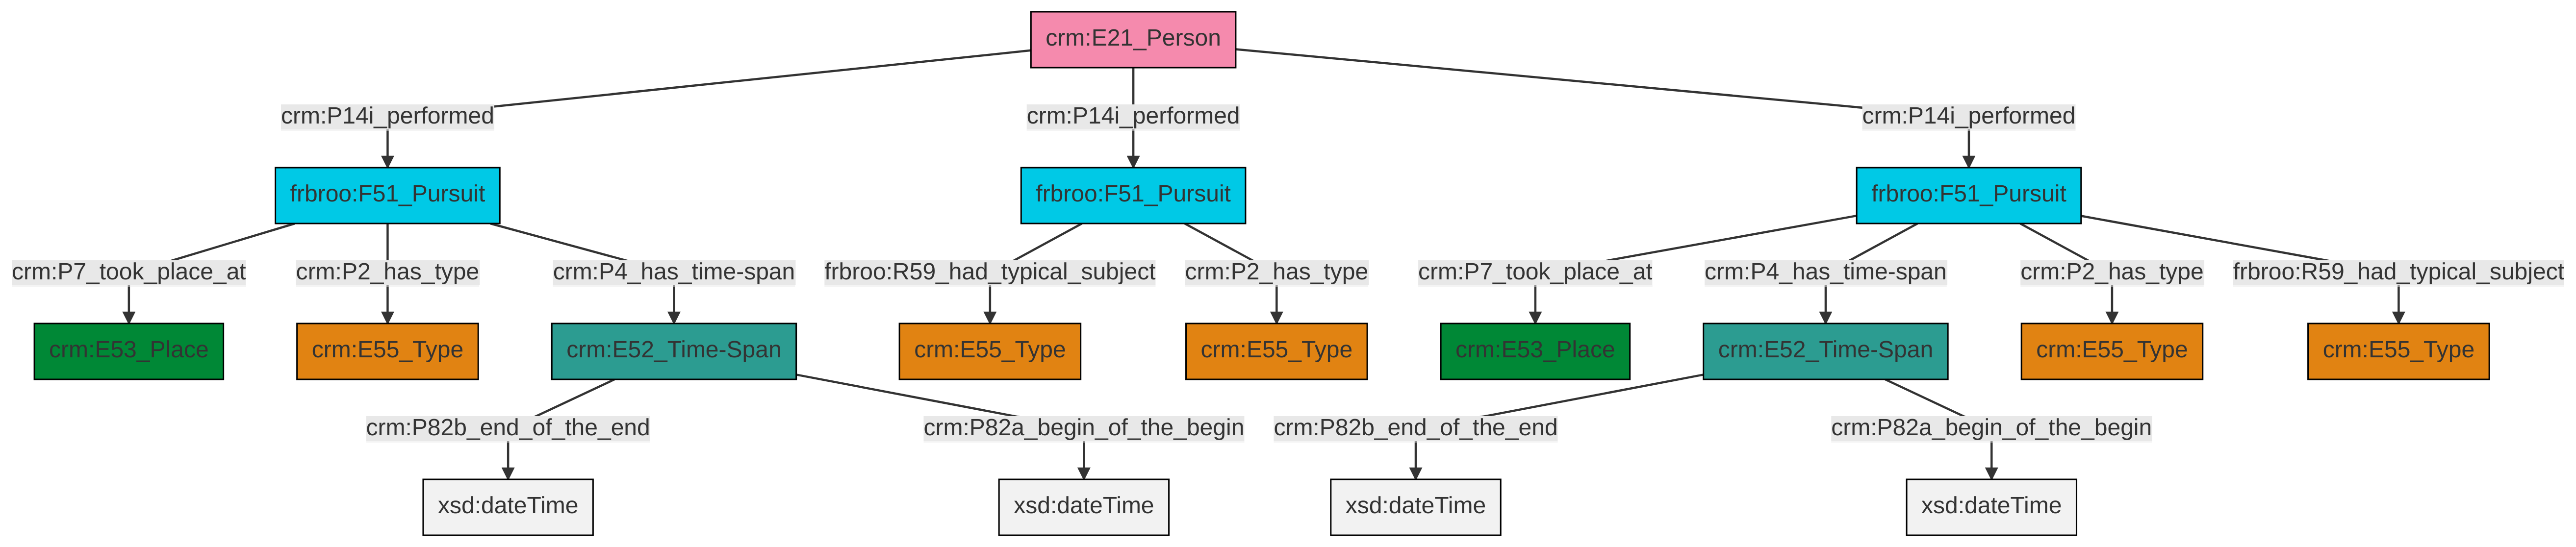 crm:E21_Person
crm:P14i_performed crm:P14i_performed crm:P14i_performed
frbroo:F51_Pursuit frbroo:F51_Pursuit frbroo:F51_Pursuit
crm:P7_took_place_at crm:P2_has_type crm:P4_has_time-span frbroo:R59_had_typical_subject crm:P2_has_type crm:P7_took_place_at crm:P4_has_time-span crm:P2_has_type frbroo:R59_had_typical_subject
crm:E53_Place crm:E55_Type crm:E52_Time-Span crm:E55_Type crm:E55_Type crm:E53_Place crm:E52_Time-Span crm:E55_Type crm:E55_Type
crm:P82b_end_of_the_end crm:P82a_begin_of_the_begin crm:P82b_end_of_the_end crm:P82a_begin_of_the_begin
xsd:dateTime xsd:dateTime xsd:dateTime xsd:dateTime